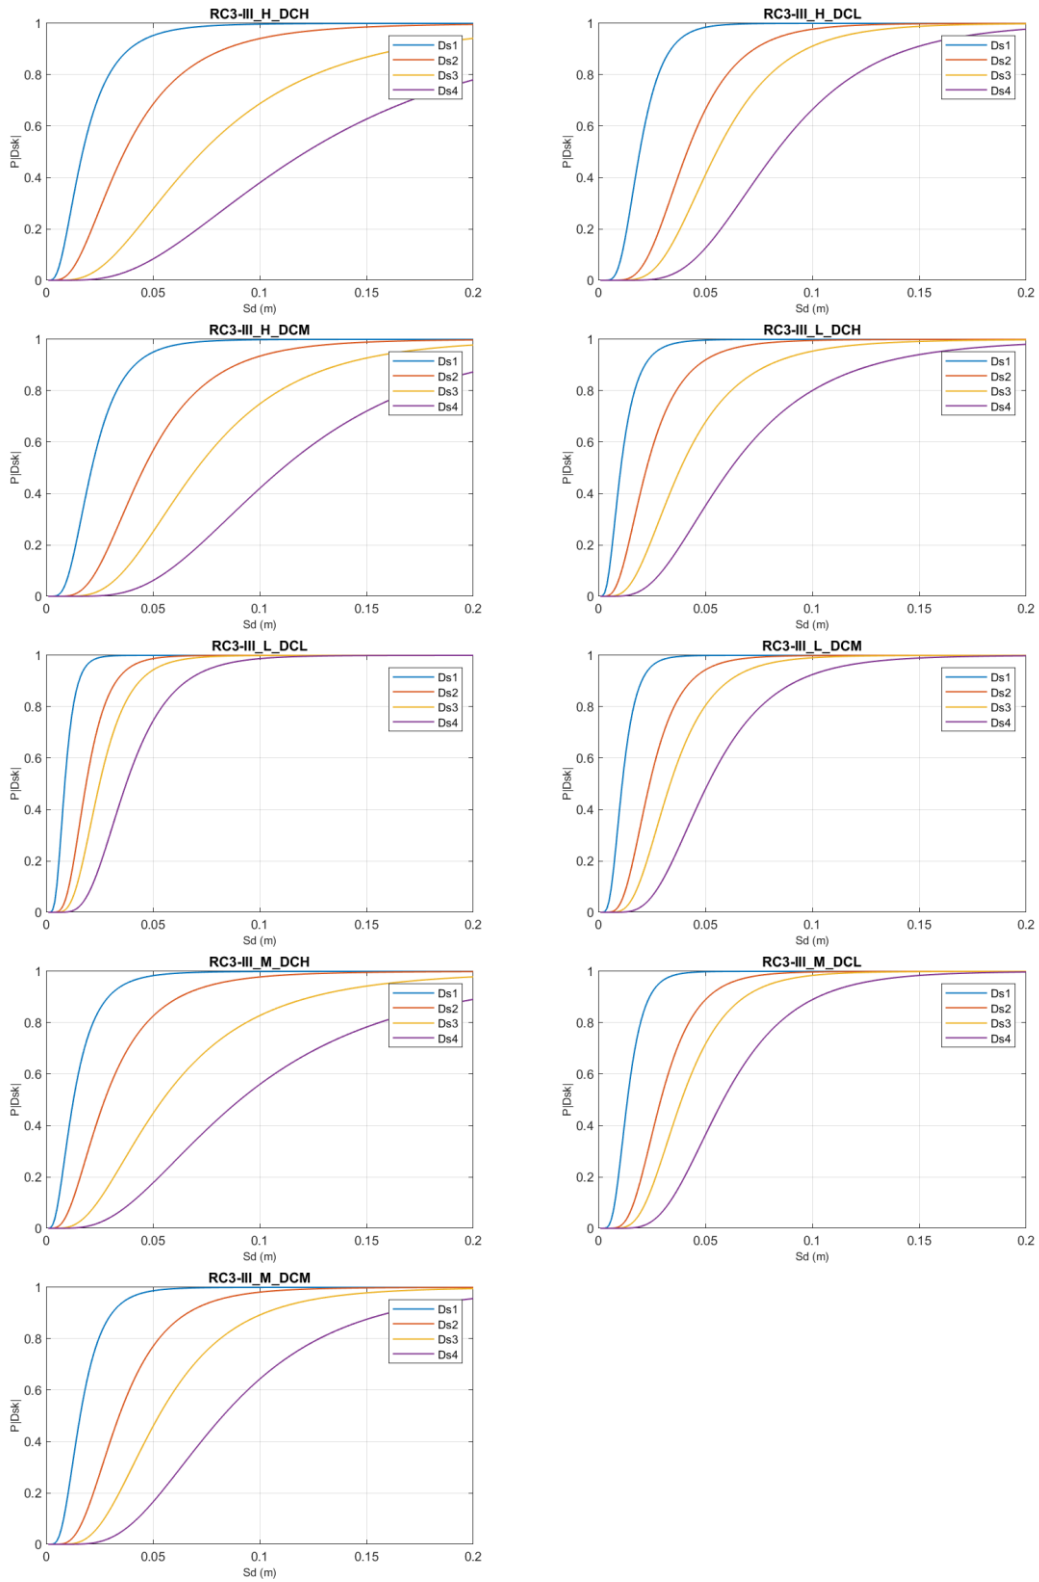 RC3-III_H_DCH
1
0.8
0.6
0.4
0.2
0
P|Dsk|
Ds1
Ds2
Ds3
Ds4
0 0.05 0.1 0.15 0.2
Sd (m)
RC3-III_H_DCL
1
0.8
0.6
0.4
0.2
0
P|Dsk|
Ds1
Ds2
Ds3
Ds4
0 0.05 0.1 0.15 0.2
Sd (m)
RC3-III_H_DCM
1
0.8
0.6
0.4
0.2
0
P|Dsk|
Ds1
Ds2
Ds3
Ds4
0 0.05 0.1 0.15 0.2
Sd (m)
RC3-III_L_DCH
1
0.8
0.6
0.4
0.2
0
P|Dsk|
Ds1
Ds2
Ds3
Ds4
0 0.05 0.1 0.15 0.2
Sd (m)
RC3-III_L_DCL
1
0.8
0.6
0.4
0.2
0
P|Dsk|
Ds1
Ds2
Ds3
Ds4
0 0.05 0.1 0.15 0.2
Sd (m)
RC3-III_L_DCM
1
0.8
0.6
0.4
0.2
0
P|Dsk|
Ds1
Ds2
Ds3
Ds4
0 0.05 0.1 0.15 0.2
Sd (m)
RC3-III_M_DCH
1
0.8
0.6
0.4
0.2
0
P|Dsk|
Ds1
Ds2
Ds3
Ds4
0 0.05 0.1 0.15 0.2
Sd (m)
RC3-III_M_DCL
1
0.8
0.6
0.4
0.2
0
P|Dsk|
Ds1
Ds2
Ds3
Ds4
0 0.05 0.1 0.15 0.2
Sd (m)
RC3-III_M_DCM
1
0.8
0.6
0.4
0.2
0
P|Dsk|
Ds1
Ds2
Ds3
Ds4
0 0.05 0.1 0.15 0.2
Sd (m)